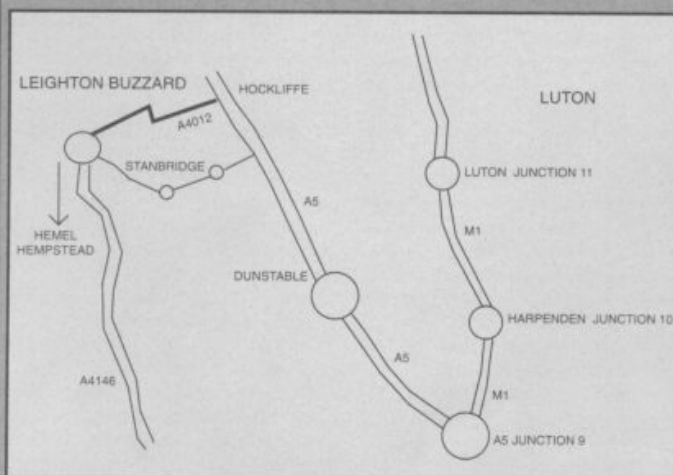 LEIGHTON BUZZARD
HOCKLIFFE
LUTON
A4012
STANBRIDGE
LUTON JUNCTION 11
A5
M1
HEMEL
HEMPSTEAD
DUNSTABLE
HARPENDEN JUNCTION 10
A5
A4146
M1
A5 JUNCTION 9